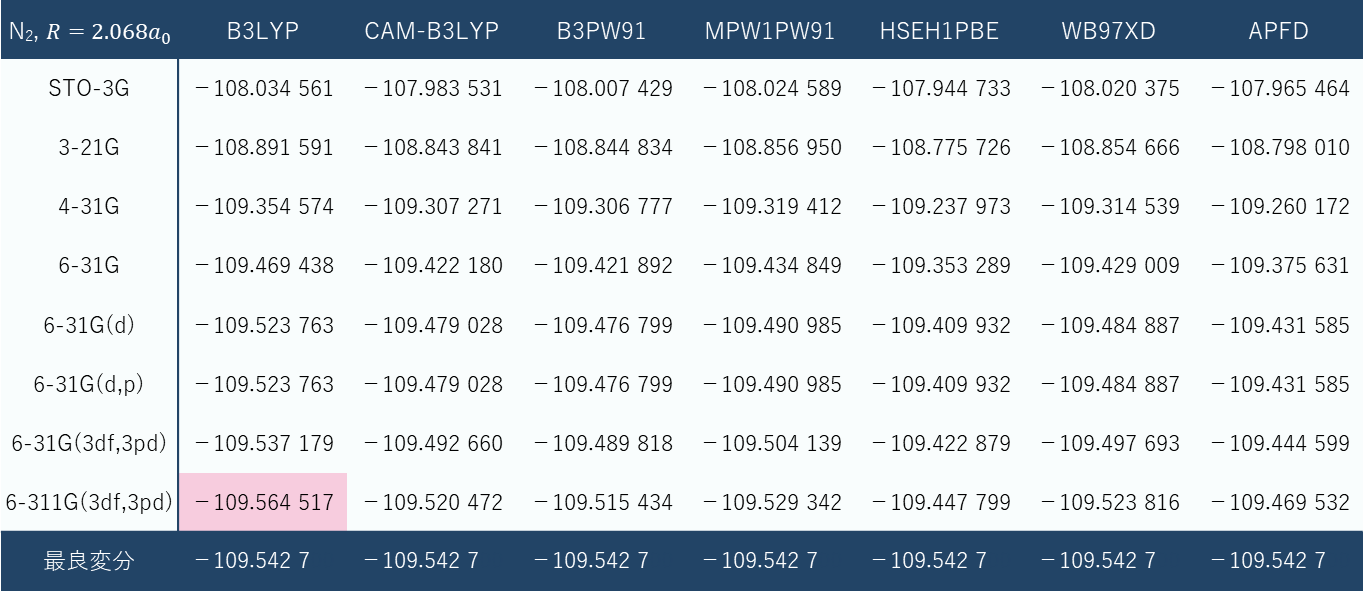 N₂, R = 2.068a₀ B3LYP CAM-B3LYP B3PW91 MPW1PW91 HSEH1PBE WB97XD APFD
STO-3G −108.034 561 −107.983 531 −108.007 429 −108.024 589 −107.944 733 −108.020 375 −107.965 464
3-21G −108.891 591 −108.843 841 −108.844 834 −108.856 950 −108.775 726 −108.854 666 −108.798 010
4-31G −109.354 574 −109.307 271 −109.306 777 −109.319 412 −109.237 973 −109.314 539 −109.260 172
6-31G −109.469 438 −109.422 180 −109.421 892 −109.434 849 −109.353 289 −109.429 009 −109.375 631
6-31G(d) −109.523 763 −109.479 028 −109.476 799 −109.490 985 −109.409 932 −109.484 887 −109.431 585
6-31G(d,p) −109.523 763 −109.479 028 −109.476 799 −109.490 985 −109.409 932 −109.484 887 −109.431 585
6-31G(3df,3pd) −109.537 179 −109.492 660 −109.489 818 −109.504 139 −109.422 879 −109.497 693 −109.444 599
6-311G(3df,3pd) −109.564 517 −109.520 472 −109.515 434 −109.529 342 −109.447 799 −109.523 816 −109.469 532
最良変分 −109.542 7 −109.542 7 −109.542 7 −109.542 7 −109.542 7 −109.542 7 −109.542 7